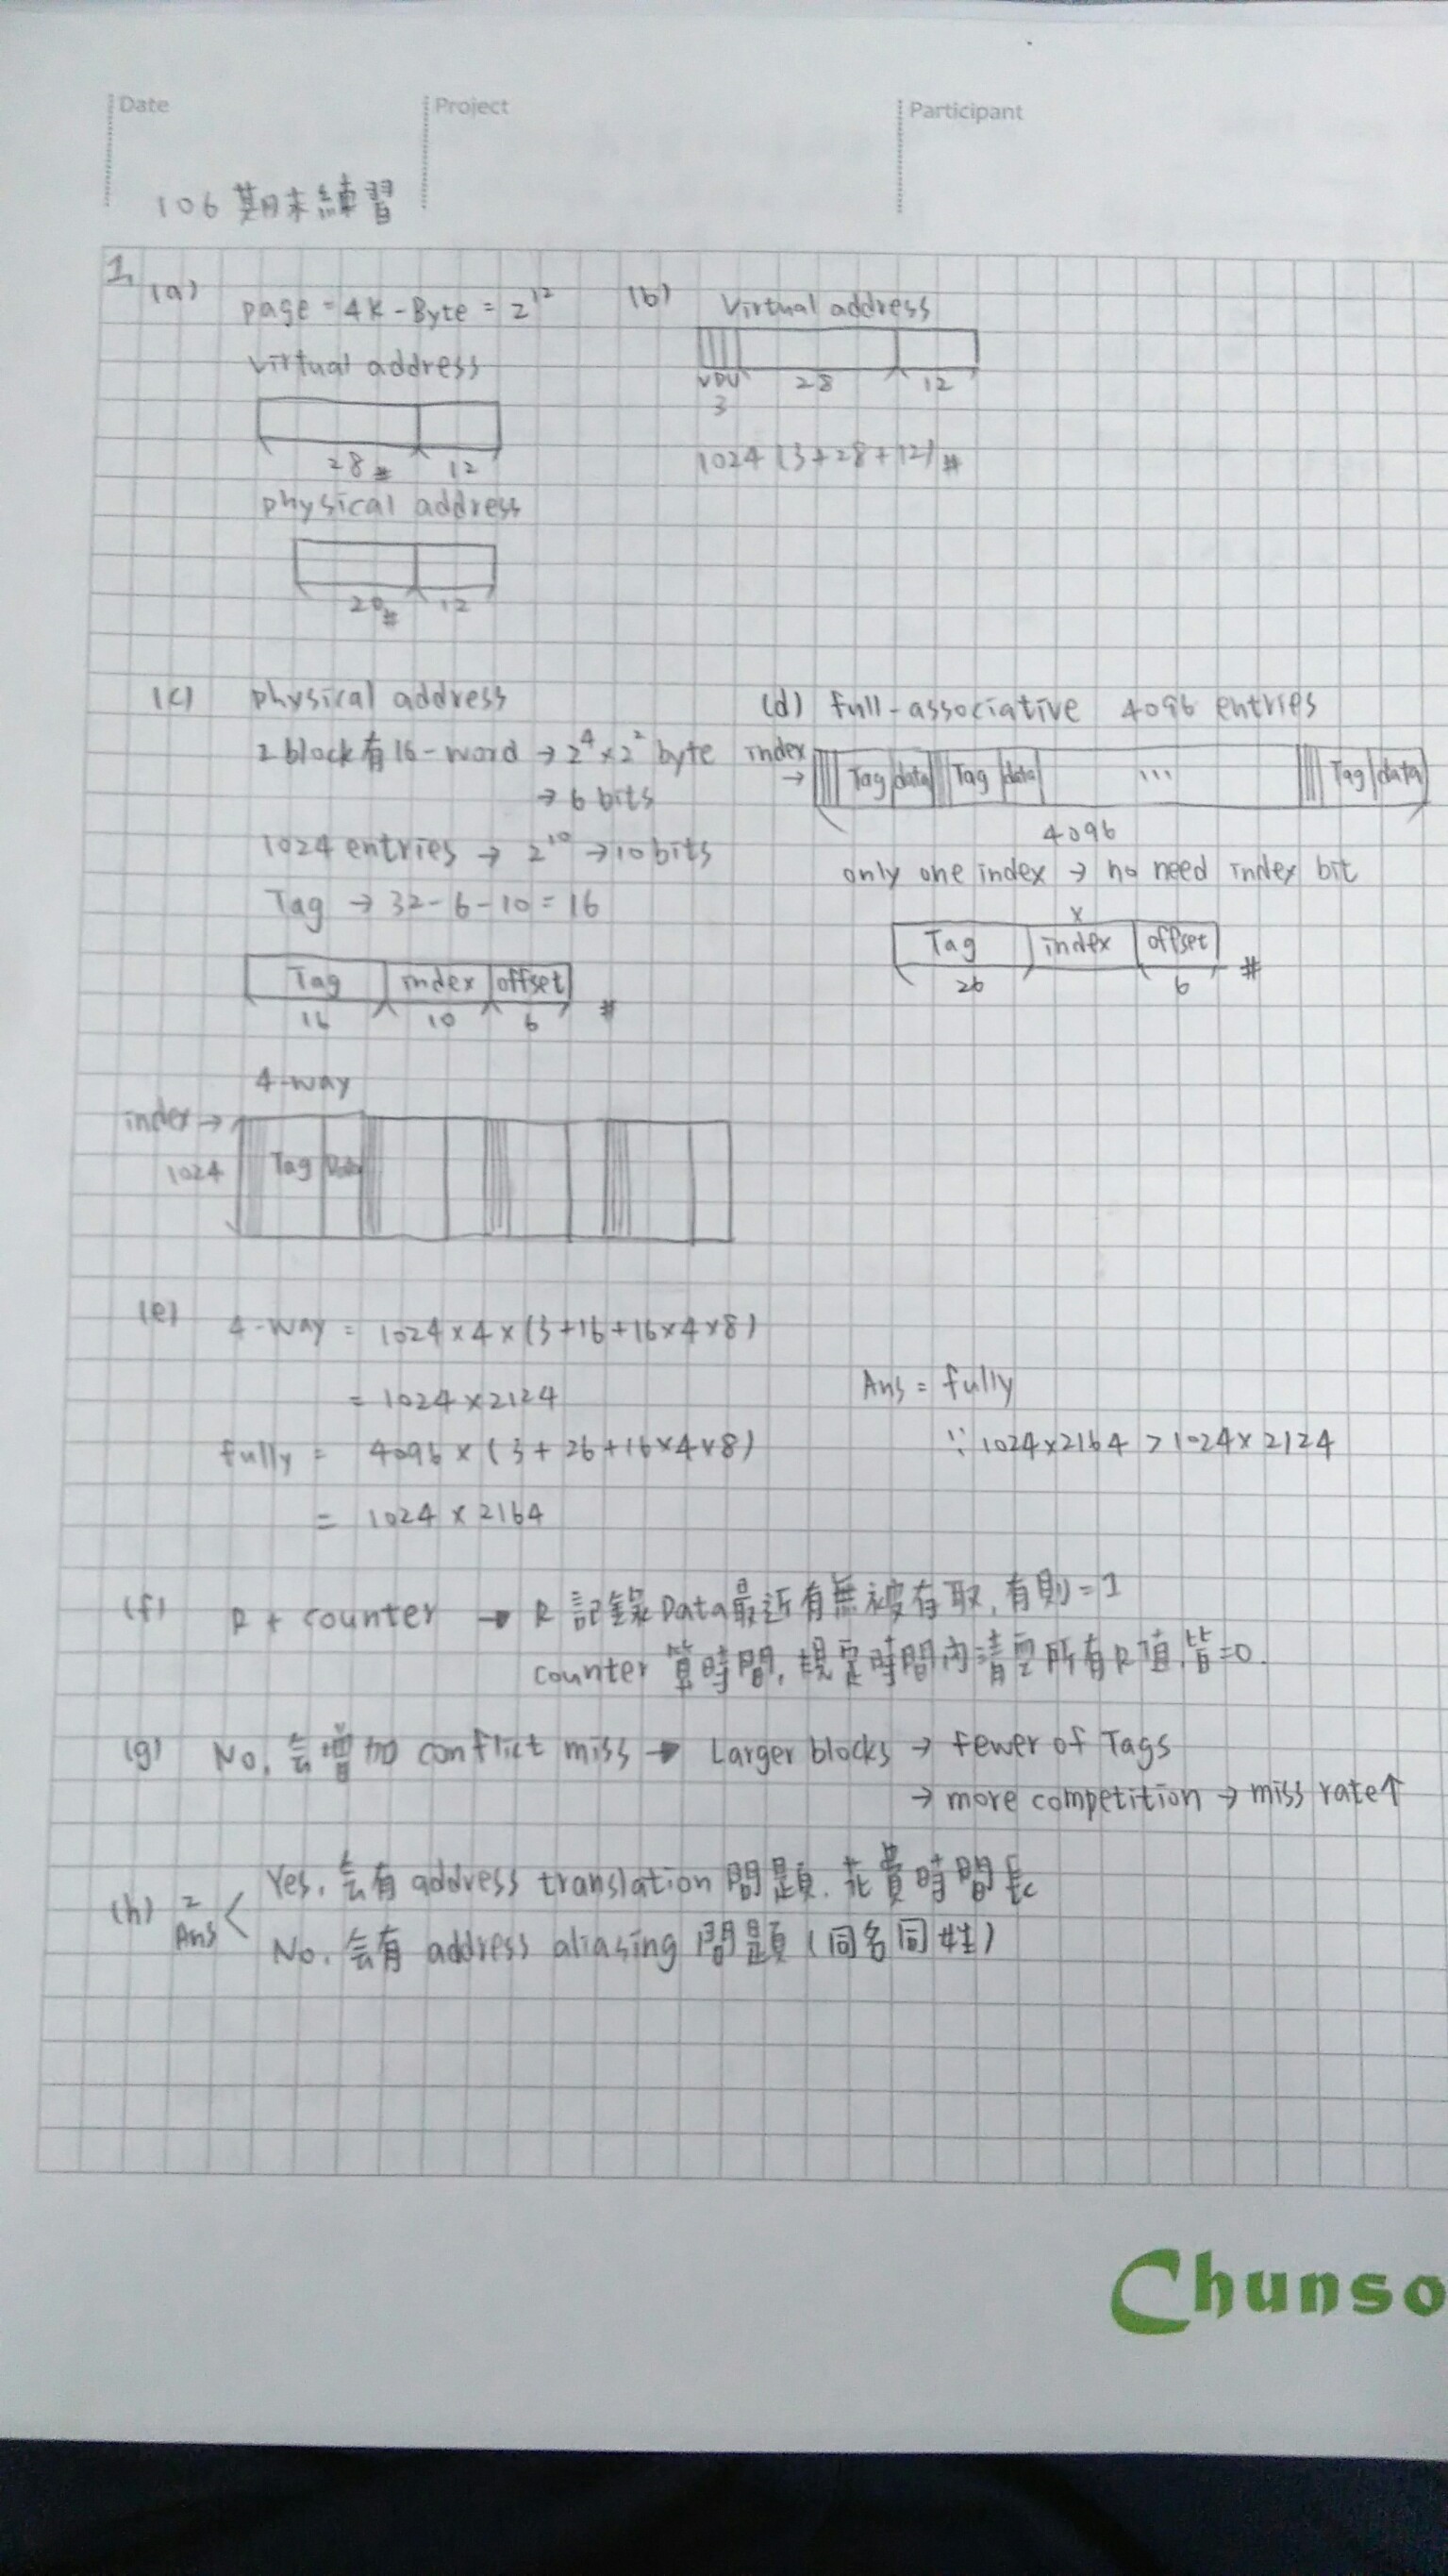 Date Project Participant
106 期末練習
1.
(a) page = 4K-Byte = 2^12
virtual address
28 # 12
physical address
20 # 12
(b) Virtual address
VDU 28 12
3
1024 (3+28+12) #
(c) physical address
1 block 有 16-word → 2^4 × 2^2 byte
→ 6 bits
1024 entries → 2^10 → 10 bits
Tag → 32-6-10 = 16
Tag index offset
16 10 6 #
4-way
index →
1024 Tag Data
(d) full-associative 4096 entries
index → Tag data Tag data ... Tag data
4096
only one index → no need index bit
x
Tag index offset
26 6 #
(e) 4-way = 1024×4×(3+16+16×4×8)
= 1024×2124
fully = 4096 × (3+26+16×4×8)
= 1024 × 2164
Ans = fully
∵ 1024×2164 > 1024×2124
(f) R + counter → R 記錄 Data最近有無被存取, 有則=1
counter 算時間, 規定時間內清空所有R值,皆=0.
(g) No, 会增加 conflict miss → Larger blocks → fewer of Tags
→ more competition → miss rate↑
(h) 2 Ans < Yes, 会有 address translation 問題, 花費時間長
No, 会有 address aliasing 問題 (同名同姓)
Chunso